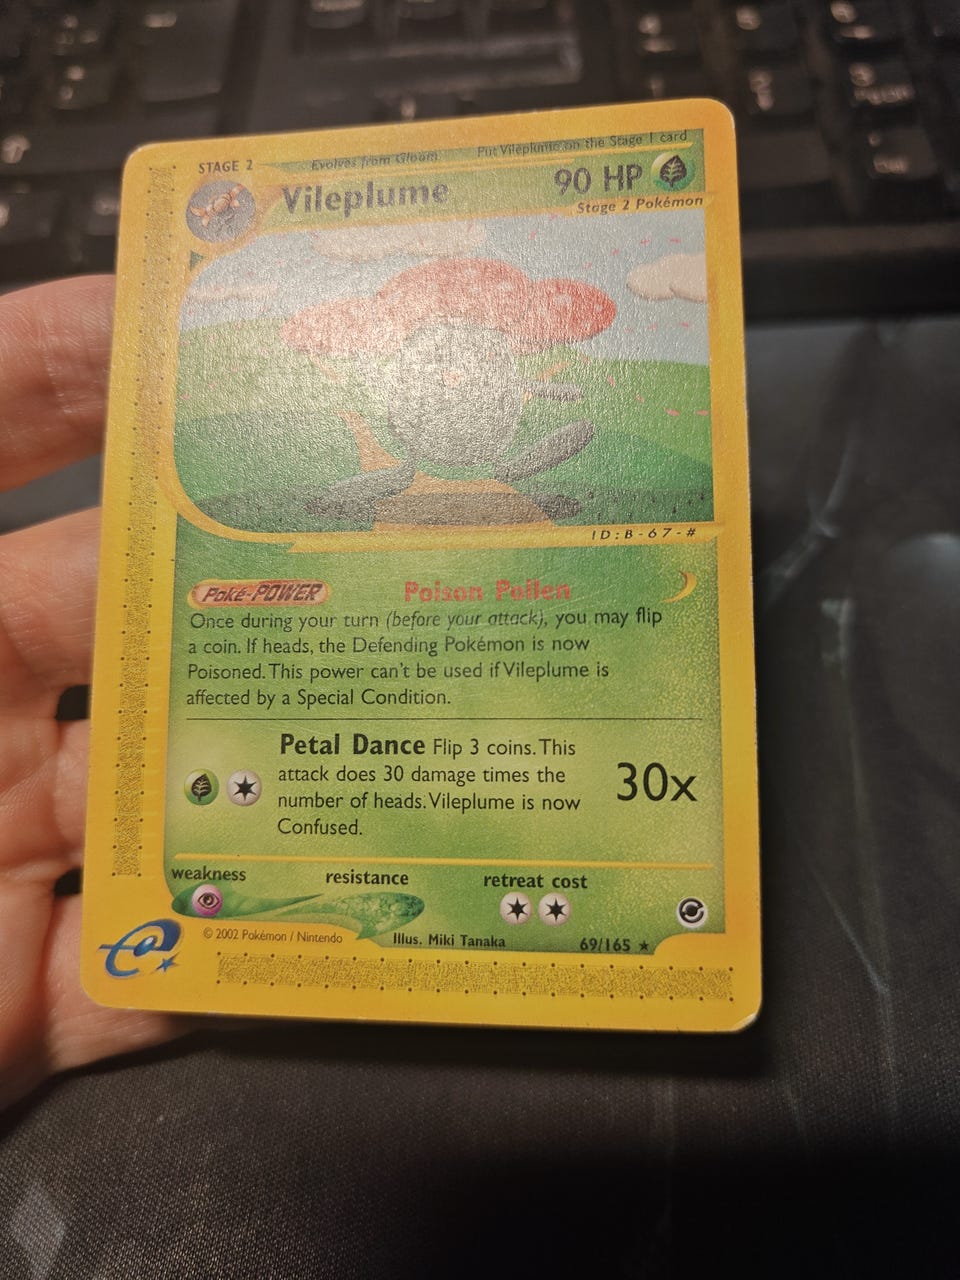 STAGE 2 Evolves from Gloom Put Vileplume on the Stage 1 card
Vileplume 90 HP
Stage 2 Pokémon
ID:B-67-#
Poké-POWER Poison Pollen
Once during your turn (before your attack), you may flip
a coin. If heads, the Defending Pokémon is now
Poisoned. This power can't be used if Vileplume is
affected by a Special Condition.
Petal Dance Flip 3 coins. This
attack does 30 damage times the
number of heads. Vileplume is now
Confused.
30x
weakness resistance retreat cost
© 2002 Pokémon / Nintendo Illus. Miki Tanaka 69/165 ★
e